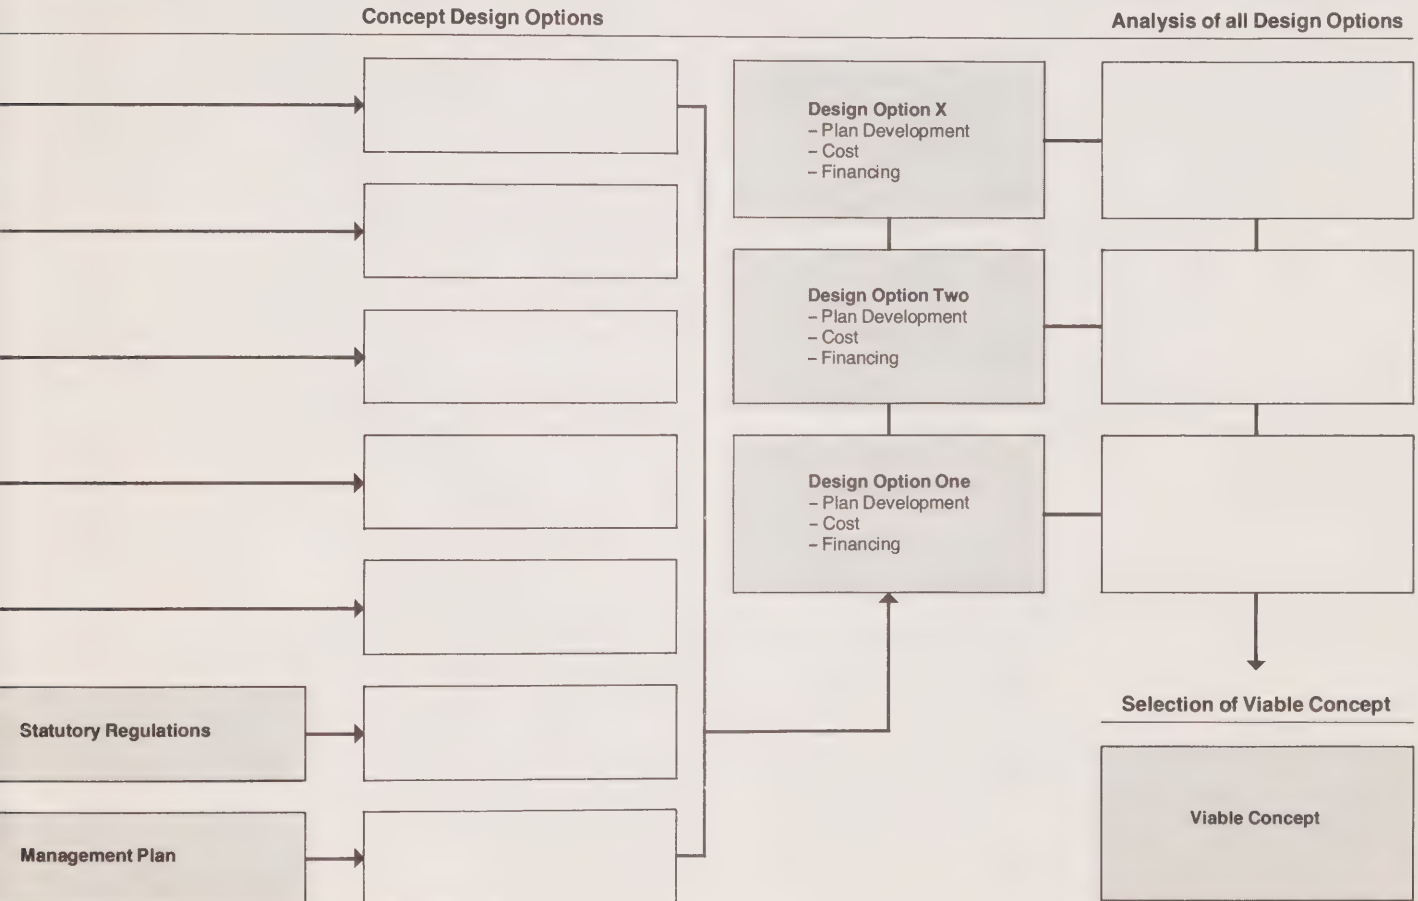 Concept Design Options
Analysis of all Design Options
Design Option X
– Plan Development
– Cost
– Financing
Design Option Two
– Plan Development
– Cost
– Financing
Design Option One
– Plan Development
– Cost
– Financing
Statutory Regulations
Management Plan
Selection of Viable Concept
Viable Concept